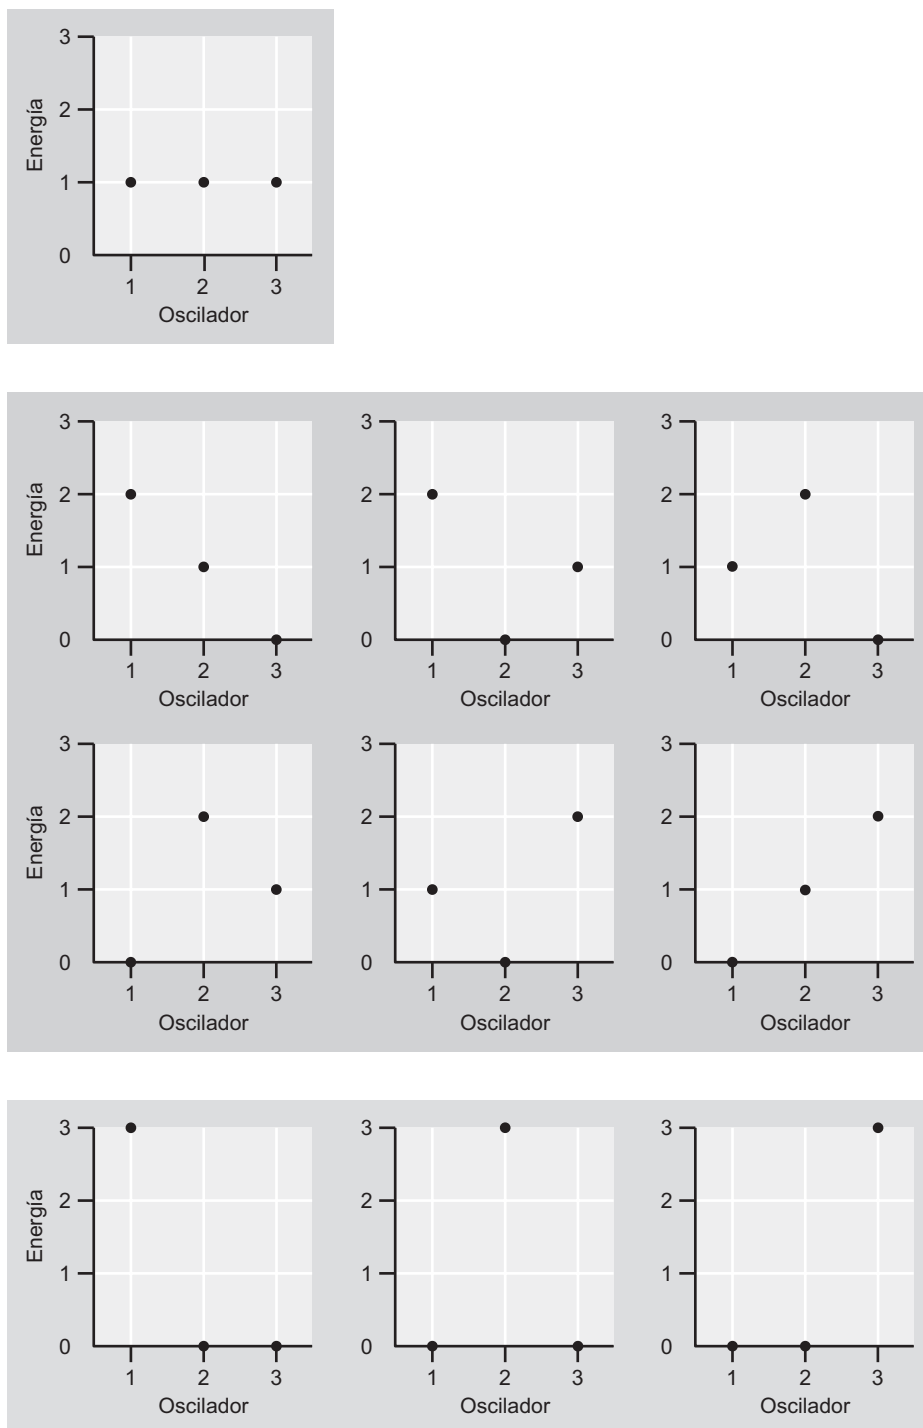 3
2
1
0
Energía
1 2 3
Oscilador
3 3 3
2 2 2
1 1 1
0 0 0
Energía
1 2 3 1 2 3 1 2 3
Oscilador Oscilador Oscilador
3 3 3
2 2 2
1 1 1
0 0 0
Energía
1 2 3 1 2 3 1 2 3
Oscilador Oscilador Oscilador
3 3 3
2 2 2
1 1 1
0 0 0
Energía
1 2 3 1 2 3 1 2 3
Oscilador Oscilador Oscilador